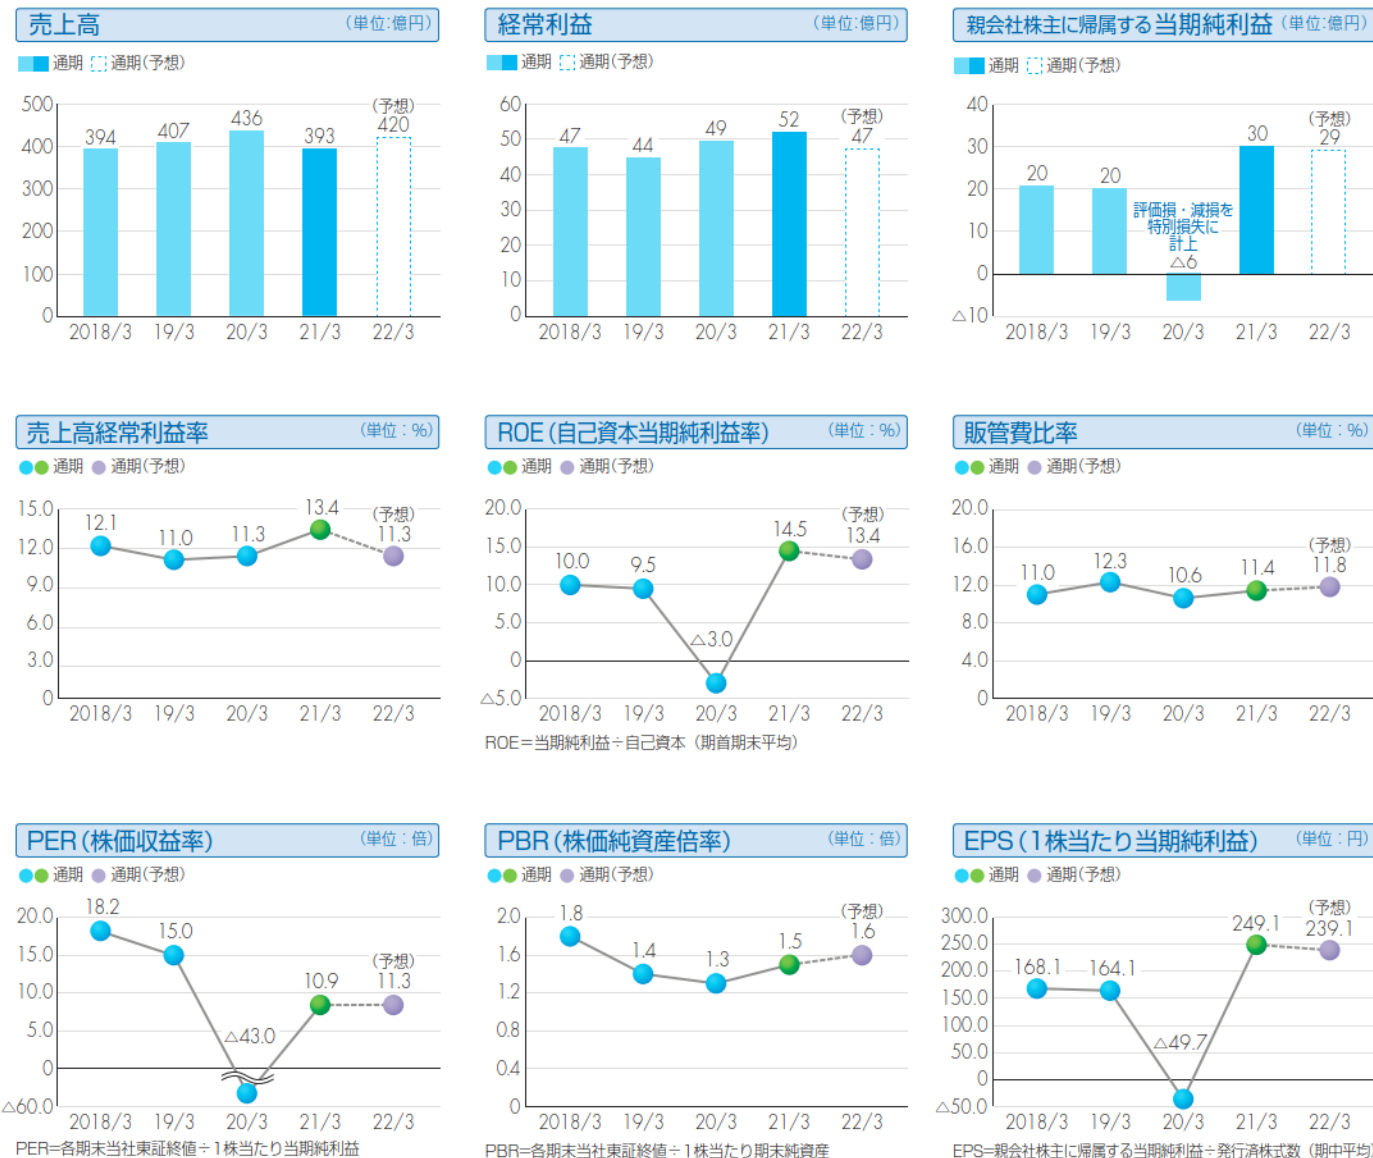 売上高 (単位:億円)
通期 通期(予想)
500
400
300
200
100
0
394
407
436
393
(予想)
420
2018/3 19/3 20/3 21/3 22/3
経常利益 (単位:億円)
通期 通期(予想)
60
50
40
30
20
10
0
47
44
49
52
(予想)
47
2018/3 19/3 20/3 21/3 22/3
親会社株主に帰属する当期純利益 (単位:億円)
通期 通期(予想)
40
30
20
10
0
△10
20
20
評価損・減損を
特別損失に
計上
△6
30
(予想)
29
2018/3 19/3 20/3 21/3 22/3
売上高経常利益率 (単位:%)
通期 通期(予想)
15.0
12.0
9.0
6.0
3.0
0
12.1
11.0
11.3
13.4
(予想)
11.3
2018/3 19/3 20/3 21/3 22/3
ROE(自己資本当期純利益率) (単位:%)
通期 通期(予想)
20.0
15.0
10.0
5.0
0
△5.0
10.0
9.5
△3.0
14.5
(予想)
13.4
2018/3 19/3 20/3 21/3 22/3
ROE=当期純利益÷自己資本(期首期末平均)
販管費比率 (単位:%)
通期 通期(予想)
20.0
16.0
12.0
8.0
4.0
0
11.0
12.3
10.6
11.4
(予想)
11.8
2018/3 19/3 20/3 21/3 22/3
PER(株価収益率) (単位:倍)
通期 通期(予想)
20.0
15.0
10.0
5.0
0
△60.0
18.2
15.0
△43.0
10.9
(予想)
11.3
2018/3 19/3 20/3 21/3 22/3
PER=各期末当社東証終値÷1株当たり当期純利益
PBR(株価純資産倍率) (単位:倍)
通期 通期(予想)
2.0
1.6
1.2
0.8
0.4
0
1.8
1.4
1.3
1.5
(予想)
1.6
2018/3 19/3 20/3 21/3 22/3
PBR=各期末当社東証終値÷1株当たり期末純資産
EPS(1株当たり当期純利益) (単位:円)
通期 通期(予想)
300.0
250.0
200.0
150.0
100.0
50.0
0
△50.0
168.1
164.1
△49.7
249.1
(予想)
239.1
2018/3 19/3 20/3 21/3 22/3
EPS=親会社株主に帰属する当期純利益÷発行済株式数(期中平均)